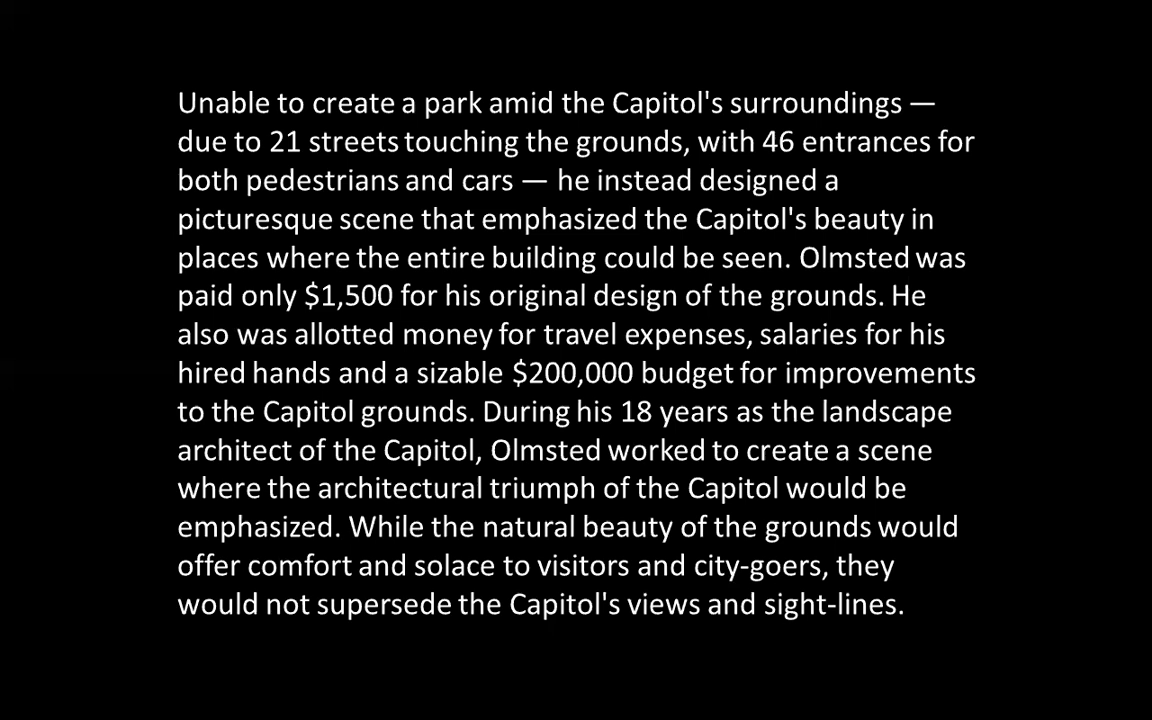 Unable to create a park amid the Capitol's surroundings —
due to 21 streets touching the grounds, with 46 entrances for
both pedestrians and cars — he instead designed a
picturesque scene that emphasized the Capitol's beauty in
places where the entire building could be seen. Olmsted was
paid only $1,500 for his original design of the grounds. He
also was allotted money for travel expenses, salaries for his
hired hands and a sizable $200,000 budget for improvements
to the Capitol grounds. During his 18 years as the landscape
architect of the Capitol, Olmsted worked to create a scene
where the architectural triumph of the Capitol would be
emphasized. While the natural beauty of the grounds would
offer comfort and solace to visitors and city-goers, they
would not supersede the Capitol's views and sight-lines.